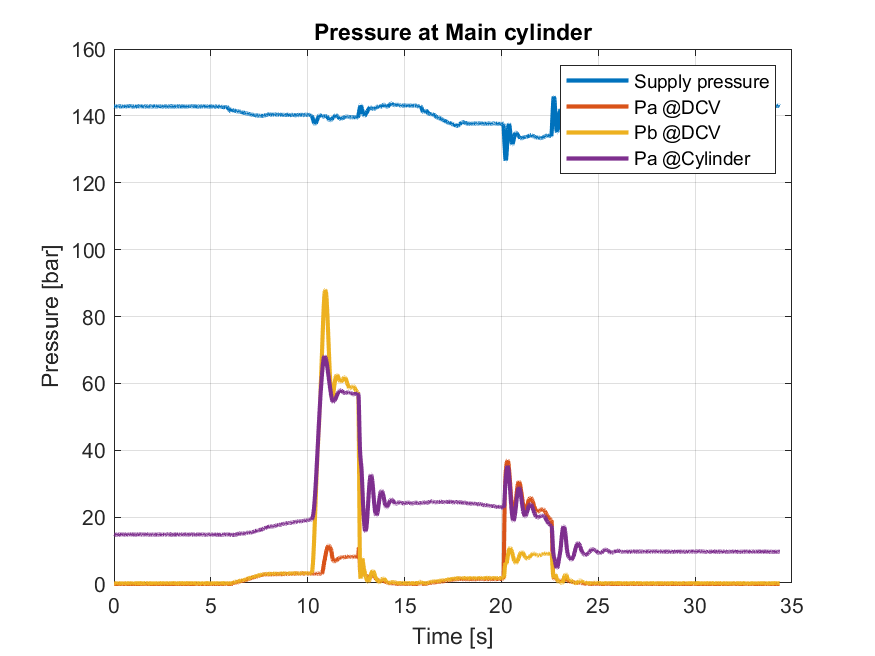 Pressure at Main cylinder
160
140
120
100
80
60
40
20
0
Pressure [bar]
Supply pressure
Pa @DCV
Pb @DCV
Pa @Cylinder
0 5 10 15 20 25 30 35
Time [s]